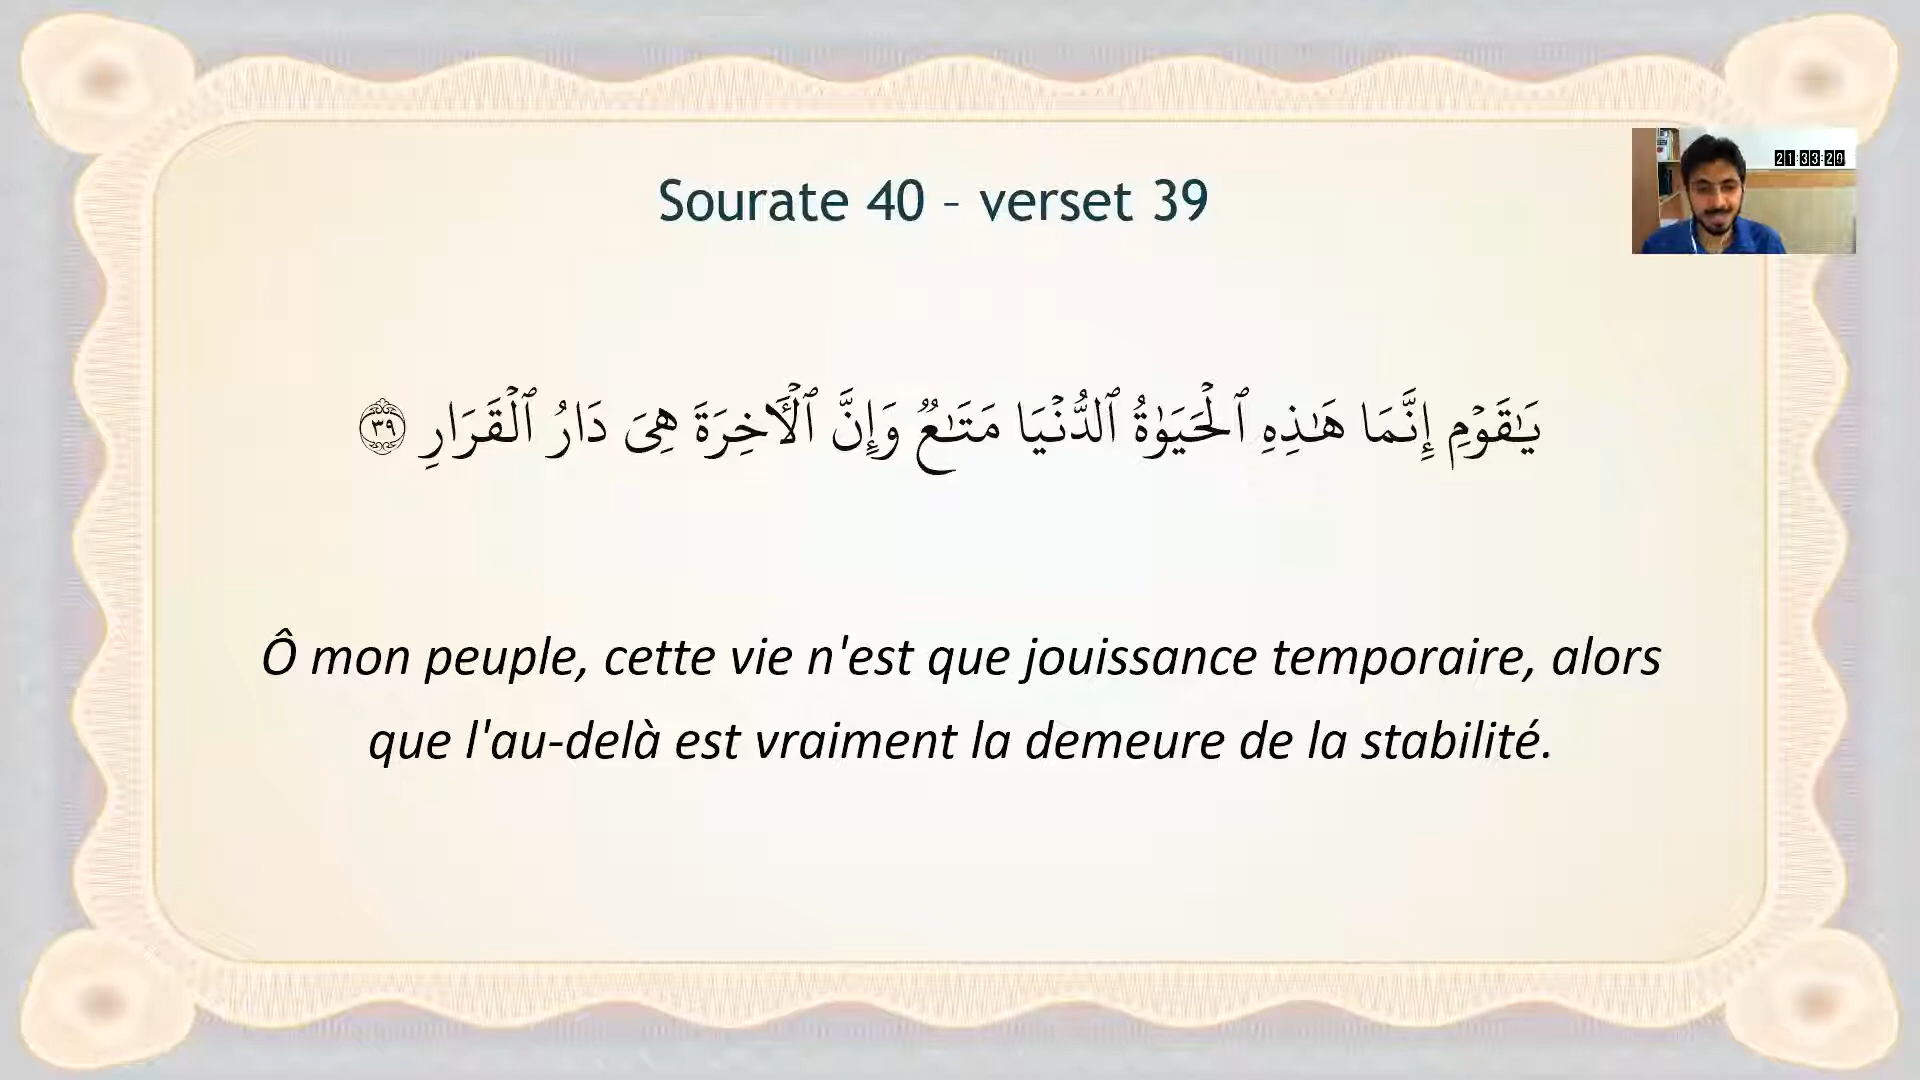 Sourate 40 – verset 39
21:33:20
يَـٰقَوْمِ إِنَّمَا هَـٰذِهِ ٱلْحَيَوٰةُ ٱلدُّنْيَا مَتَـٰعٌ وَإِنَّ ٱلْـَٔاخِرَةَ هِىَ دَارُ ٱلْقَرَارِ ٣٩
Ô mon peuple, cette vie n'est que jouissance temporaire, alors
que l'au-delà est vraiment la demeure de la stabilité.